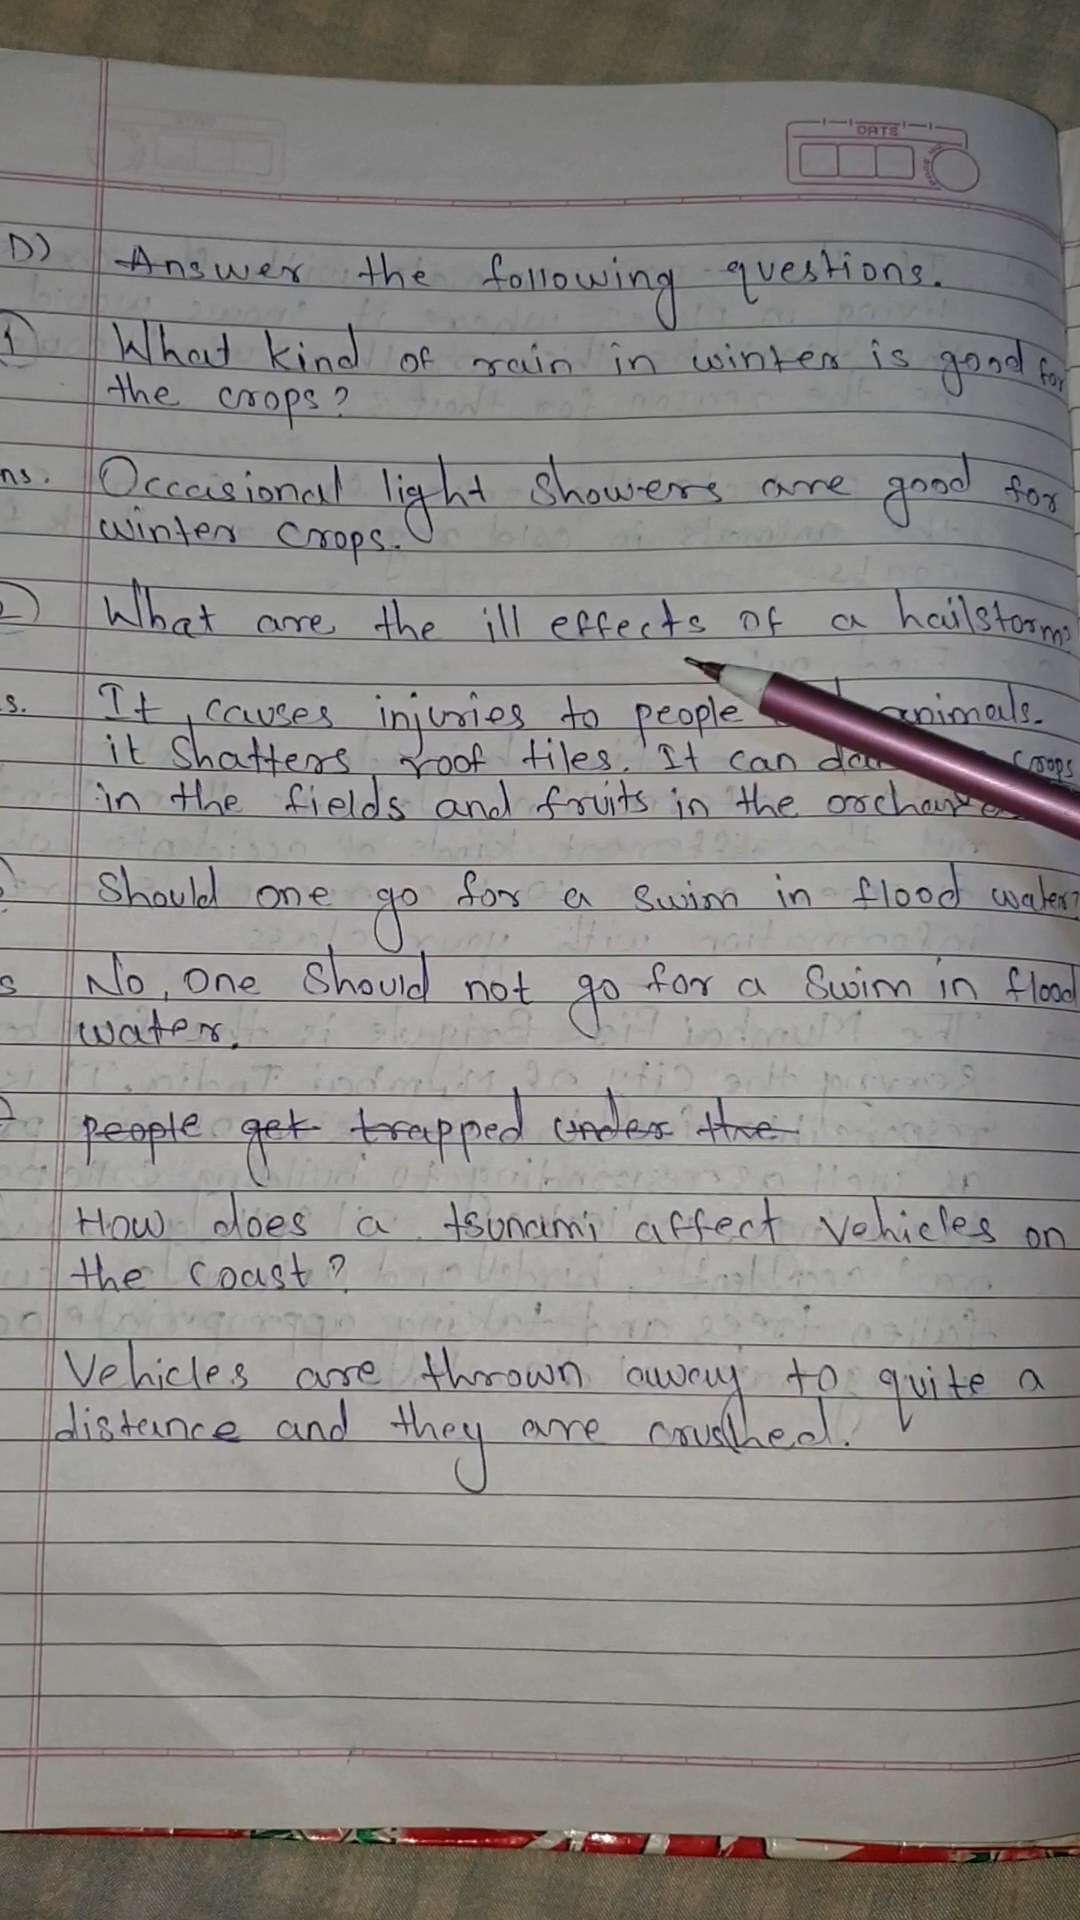 DATE
D) Answer the following questions.
1) What kind of rain in winter is good for
the crops?
ns. Occasional light showers are good for
winter crops.
2) What are the ill effects of a hailstorm?
s. It causes injuries to people animals.
it shatters roof tiles. It can crops
in the fields and fruits in the
Should one go for a swim in flood water?
s No, one should not go for a swim in flood
water.
people get trapped under the
How does a tsunami affect vehicles on
the coast?
Vehicles are thrown away to quite a
distance and they are crushed.